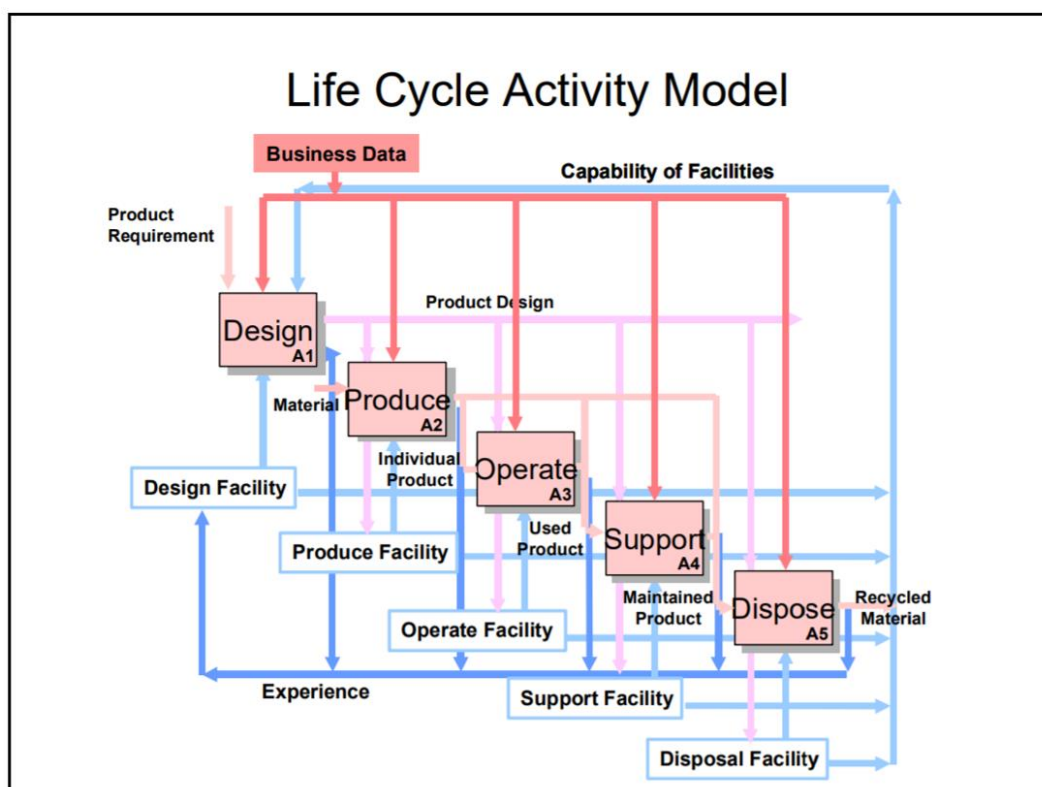 Life Cycle Activity Model
Business Data
Capability of Facilities
Product
Requirement
Product Design
Design
A1
Material
Produce
A2
Individual
Product
Operate
A3
Design Facility
Used
Product
Support
A4
Produce Facility
Maintained
Product
Dispose
A5
Recycled
Material
Operate Facility
Experience
Support Facility
Disposal Facility